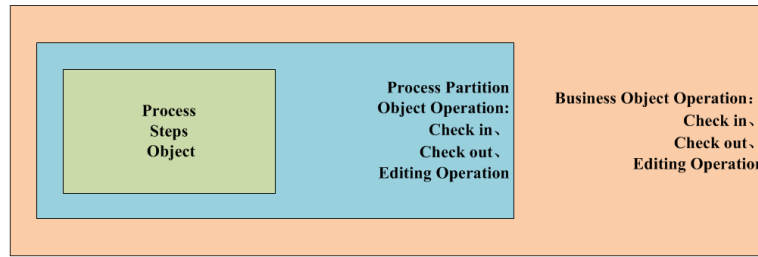 Process
Steps
Object
Process Partition
Object Operation:
Check in、
Check out、
Editing Operation
Business Object Operation：
Check in、
Check out、
Editing Operation